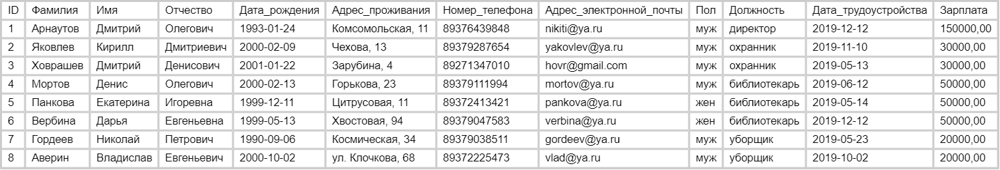 ID Фамилия Имя Отчество Дата_рождения Адрес_проживания Номер_телефона Адрес_электронной_почты Пол Должность Дата_трудоустройства Зарплата
1 Арнаутов Дмитрий Олегович 1993-01-24 Комсомольская, 11 89376439848 nikiti@ya.ru муж директор 2019-12-12 150000,00
2 Яковлев Кирилл Дмитриевич 2000-02-09 Чехова, 13 89379287654 yakovlev@ya.ru муж охранник 2019-11-10 30000,00
3 Ховрашев Дмитрий Денисович 2001-01-22 Зарубина, 4 89271347010 hovr@gmail.com муж охранник 2019-05-13 30000,00
4 Мортов Денис Олегович 2000-02-13 Горькова, 23 89379111994 mortov@ya.ru муж библиотекарь 2019-06-12 50000,00
5 Панкова Екатерина Игоревна 1999-12-11 Цитрусовая, 11 89372413421 pankova@ya.ru жен библиотекарь 2019-05-14 50000,00
6 Вербина Дарья Евгеньевна 1999-05-13 Хвостовая, 94 89379047583 verbina@ya.ru жен библиотекарь 2019-12-12 50000,00
7 Гордеев Николай Петрович 1990-09-06 Космическая, 34 89379038511 gordeev@ya.ru муж уборщик 2019-05-23 20000,00
8 Аверин Владислав Евгеньевич 2000-10-02 ул. Клочкова, 68 89372225473 vlad@ya.ru муж уборщик 2019-10-02 20000,00